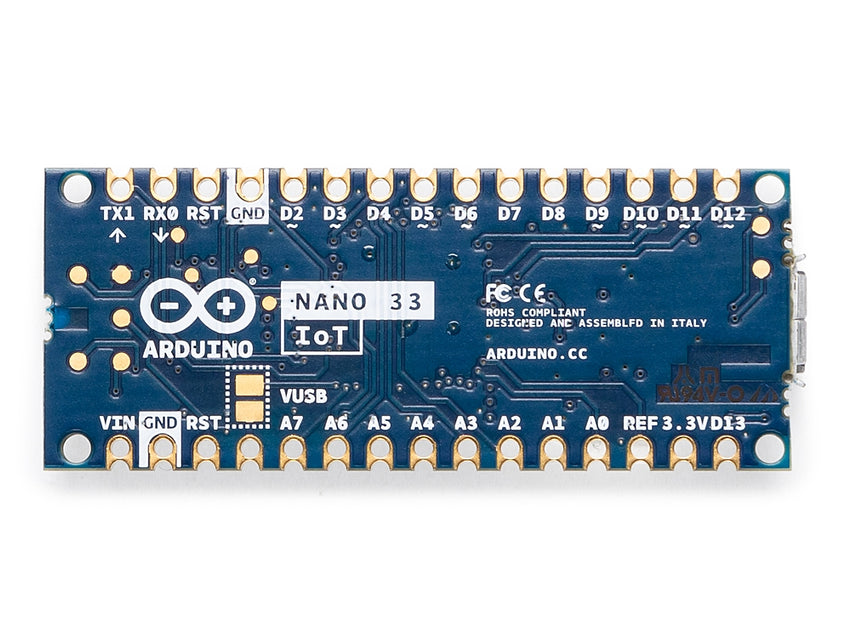 TX1 RX0 RST GND D2 D3 D4 D5 D6 D7 D8 D9 D10 D11 D12
~ ~ ~ ~ ~ ~ ~ ~
↑ ↓
NANO 33
IoT
ARDUINO
FC CE
ROHS COMPLIANT
DESIGNED AND ASSEMBLED IN ITALY
ARDUINO.CC
VUSB
VIN GND RST A7 A6 A5 A4 A3 A2 A1 A0 REF 3.3V D13